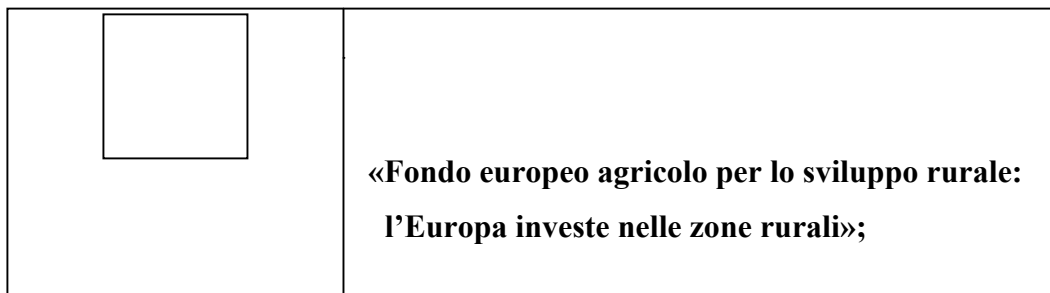 «Fondo europeo agricolo per lo sviluppo rurale:
l’Europa investe nelle zone rurali»;